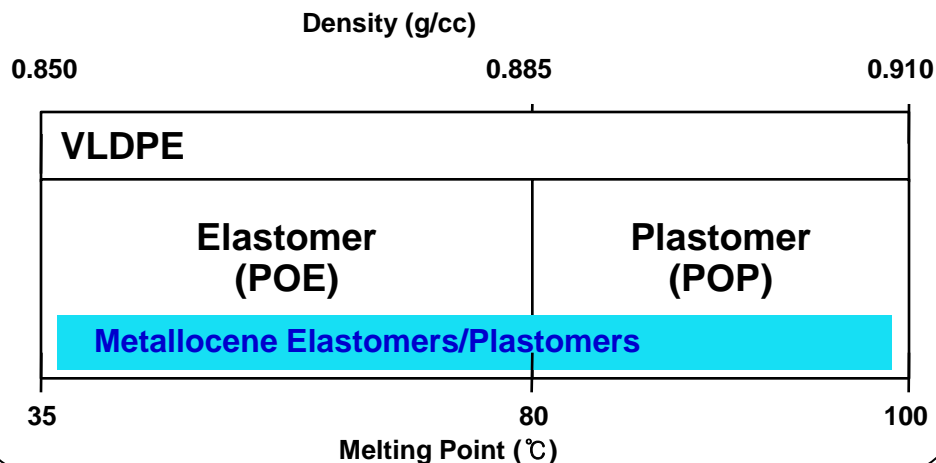 Density (g/cc)
0.850 0.885 0.910
VLDPE
Elastomer Plastomer
(POE) (POP)
Metallocene Elastomers/Plastomers
35 80 100
Melting Point (℃)